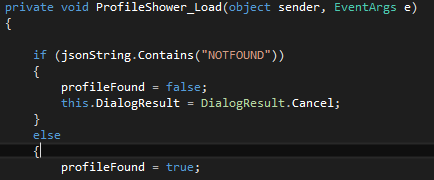 private void ProfileShower_Load(object sender, EventArgs e)
{
if (jsonString.Contains("NOTFOUND"))
{
profileFound = false;
this.DialogResult = DialogResult.Cancel;
}
else
{
profileFound = true;